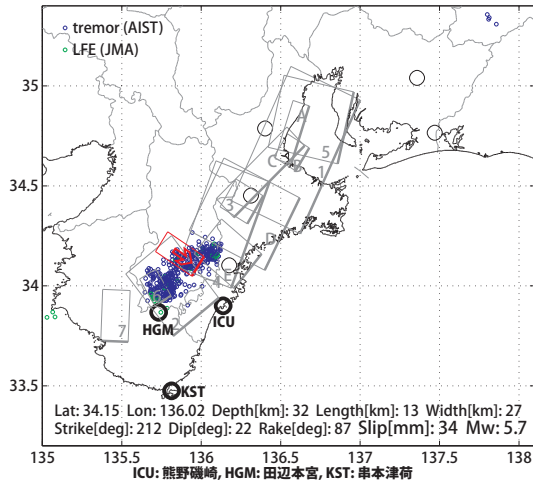 tremor (AIST)
LFE (JMA)
35
34.5
34
33.5
A
5
C
B
3
D
4
E
2
7
HGM
ICU
KST
Lat: 34.15 Lon: 136.02 Depth[km]: 32 Length[km]: 13 Width[km]: 27
Strike[deg]: 212 Dip[deg]: 22 Rake[deg]: 87 Slip[mm]: 34 Mw: 5.7
135 135.5 136 136.5 137 137.5 138
ICU: 熊野磯崎, HGM: 田辺本宮, KST: 串本津荷